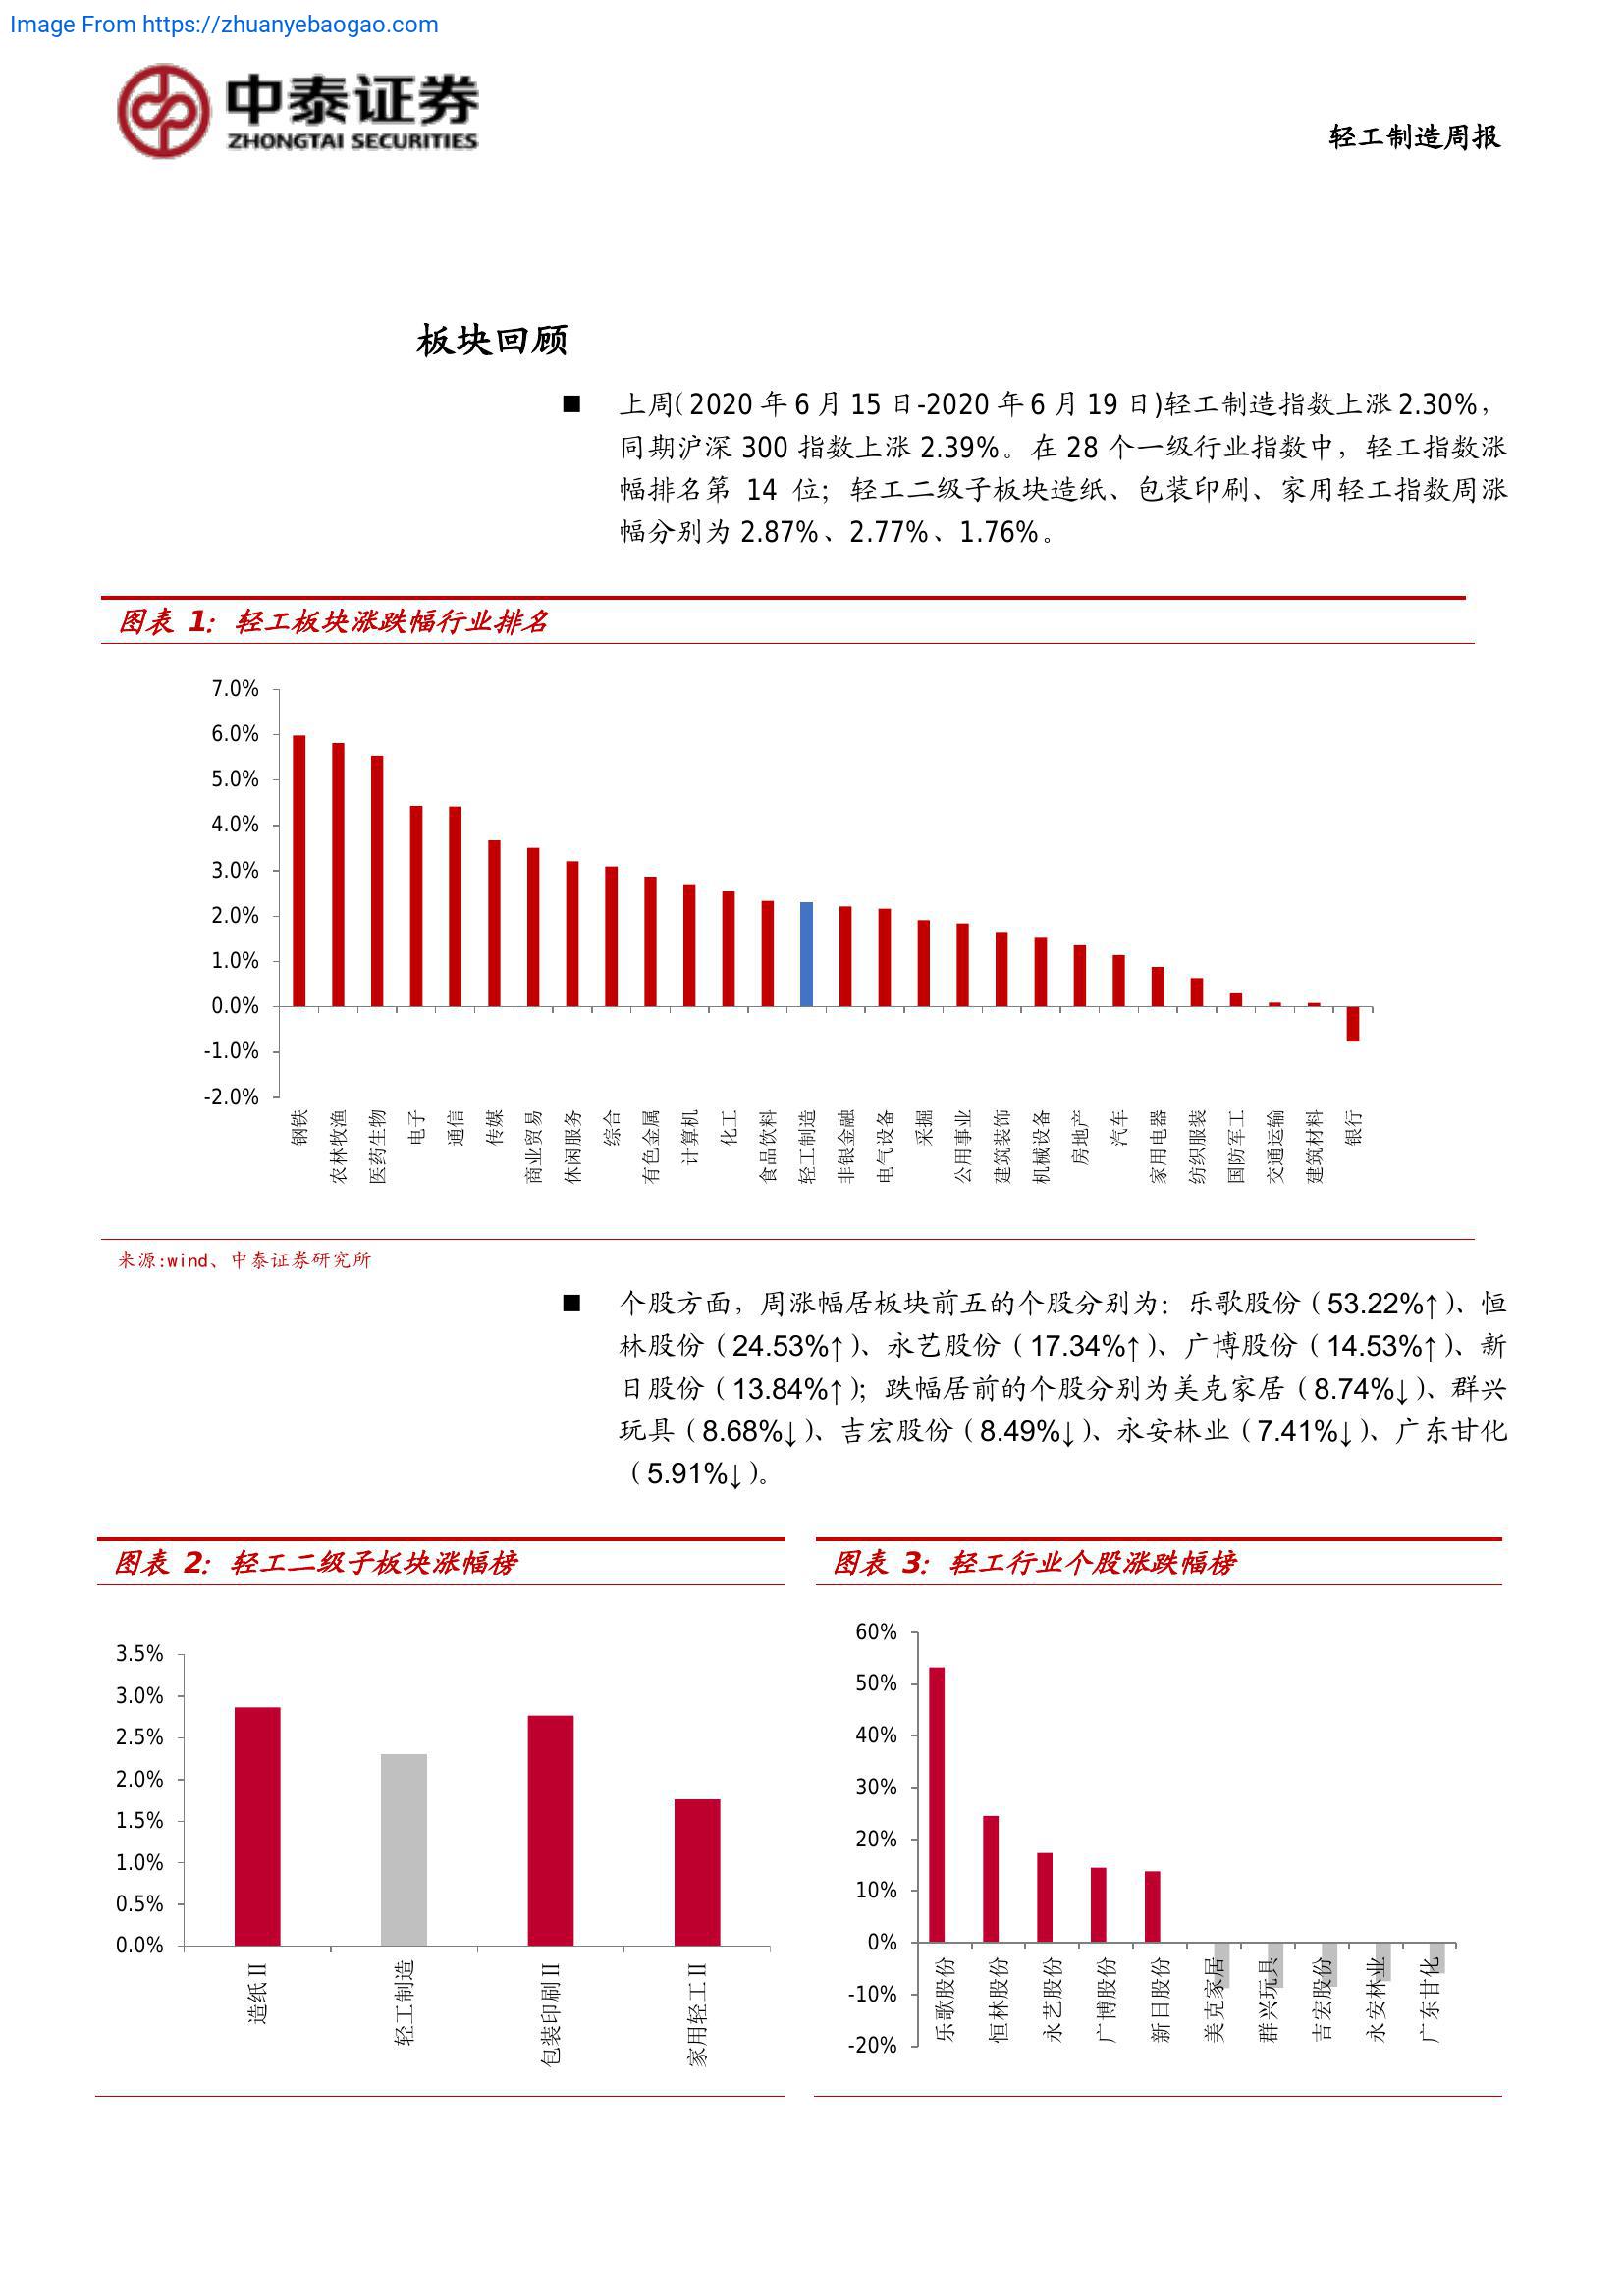 Image From https://zhuanyebaogao.com
中泰证券
ZHONGTAI SECURITIES
轻工制造周报
板块回顾
■ 上周(2020 年 6 月 15 日-2020 年 6 月 19 日)轻工制造指数上涨 2.30%，
同期沪深 300 指数上涨 2.39%。在 28 个一级行业指数中，轻工指数涨
幅排名第 14 位；轻工二级子板块造纸、包装印刷、家用轻工指数周涨
幅分别为 2.87%、2.77%、1.76%。
图表 1：轻工板块涨跌幅行业排名
7.0%
6.0%
5.0%
4.0%
3.0%
2.0%
1.0%
0.0%
-1.0%
-2.0%
钢铁
农林牧渔
医药生物
电子
通信
传媒
商业贸易
休闲服务
综合
有色金属
计算机
化工
食品饮料
轻工制造
非银金融
电气设备
采掘
公用事业
建筑装饰
机械设备
房地产
汽车
家用电器
纺织服装
国防军工
交通运输
建筑材料
银行
来源:wind、中泰证券研究所
■ 个股方面，周涨幅居板块前五的个股分别为：乐歌股份（53.22%↑）、恒
林股份（24.53%↑）、永艺股份（17.34%↑）、广博股份（14.53%↑）、新
日股份（13.84%↑）；跌幅居前的个股分别为美克家居（8.74%↓）、群兴
玩具（8.68%↓）、吉宏股份（8.49%↓）、永安林业（7.41%↓）、广东甘化
（5.91%↓）。
图表 2：轻工二级子板块涨幅榜
3.5%
3.0%
2.5%
2.0%
1.5%
1.0%
0.5%
0.0%
造纸Ⅱ
轻工制造
包装印刷Ⅱ
家用轻工Ⅱ
图表 3：轻工行业个股涨跌幅榜
60%
50%
40%
30%
20%
10%
0%
-10%
-20%
乐歌股份
恒林股份
永艺股份
广博股份
新日股份
美克家居
群兴玩具
吉宏股份
永安林业
广东甘化